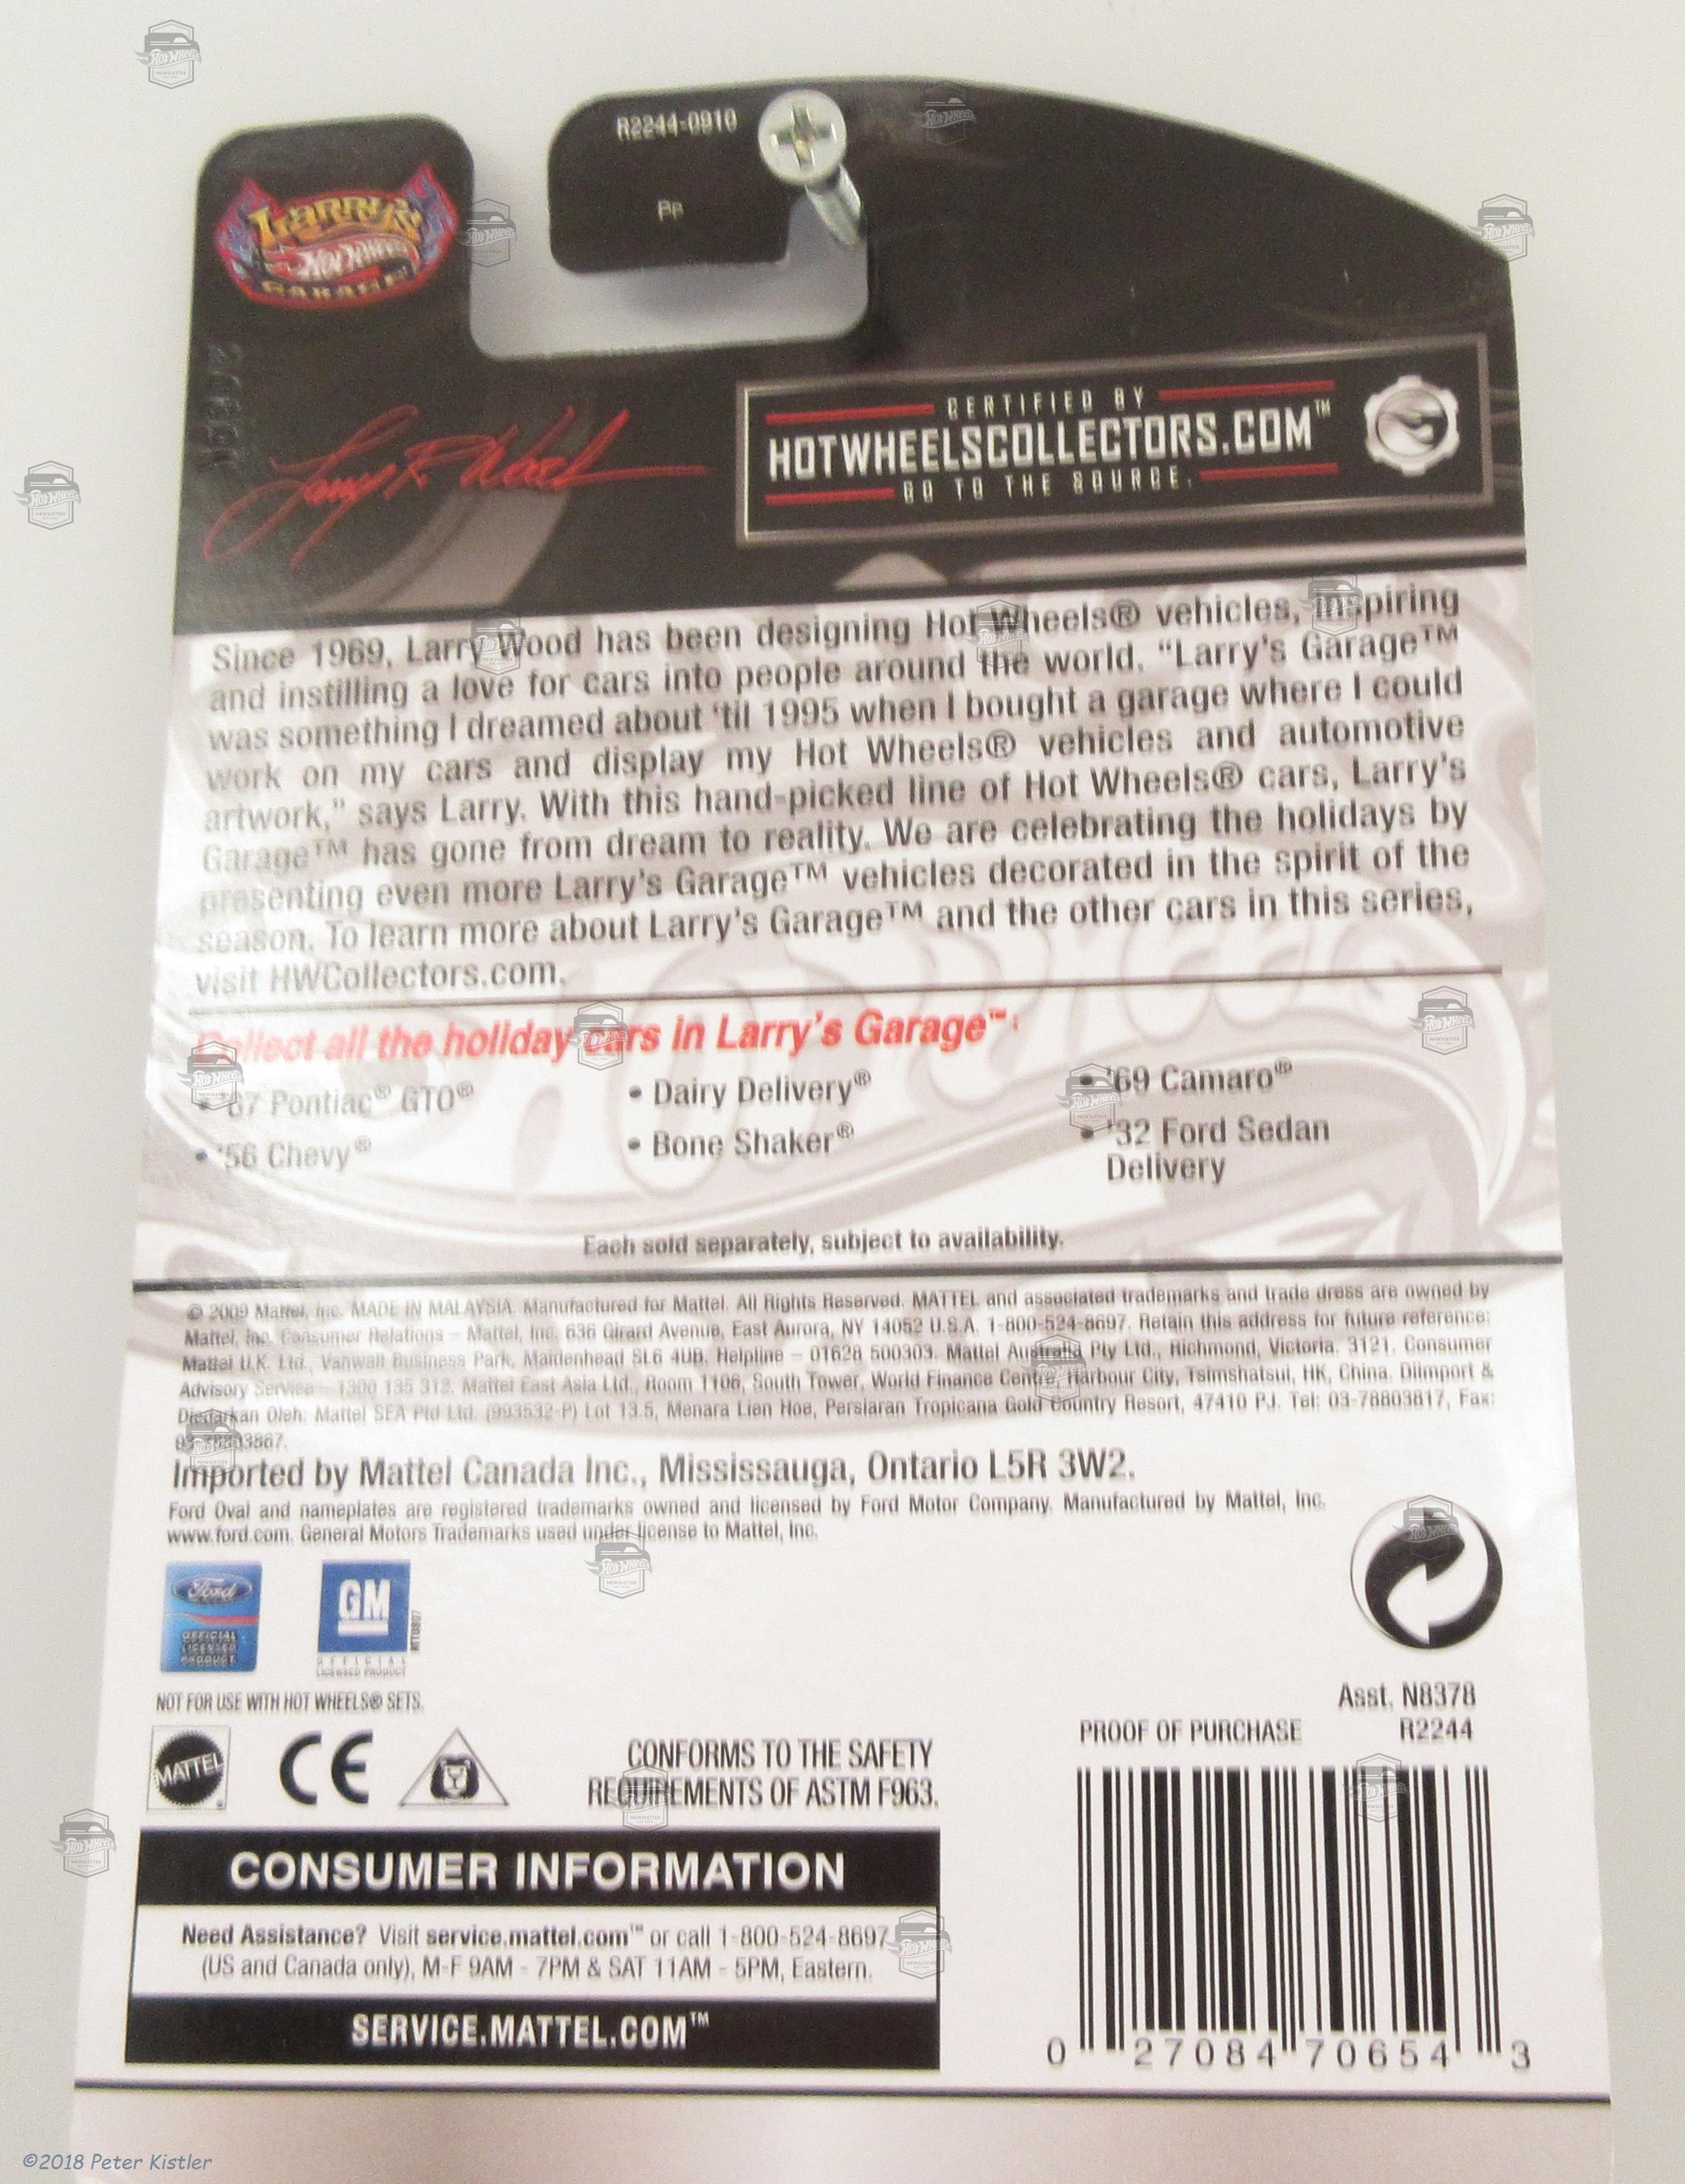 R2244-0910
Larry's
Hot Wheels
GARAGE
Larry R Wood
CERTIFIED BY
HOTWHEELSCOLLECTORS.COM™
GO TO THE SOURCE.
Since 1969, Larry Wood has been designing Hot Wheels® vehicles, inspiring
and instilling a love for cars into people around the world. “Larry’s Garage™
was something I dreamed about ‘til 1995 when I bought a garage where I could
work on my cars and display my Hot Wheels® vehicles and automotive
artwork,” says Larry. With this hand-picked line of Hot Wheels® cars, Larry’s
Garage™ has gone from dream to reality. We are celebrating the holidays by
presenting even more Larry’s Garage™ vehicles decorated in the spirit of the
season. To learn more about Larry’s Garage™ and the other cars in this series,
visit HWCollectors.com.
Collect all the holiday cars in Larry’s Garage™
• '67 Pontiac® GTO®
• '56 Chevy®
• Dairy Delivery®
• Bone Shaker®
• '69 Camaro®
• '32 Ford Sedan
Delivery
Each sold separately, subject to availability.
© 2009 Mattel, Inc. MADE IN MALAYSIA. Manufactured for Mattel. All Rights Reserved. MATTEL and associated trademarks and trade dress are owned by
Mattel, Inc. Consumer Relations – Mattel, Inc. 636 Girard Avenue, East Aurora, NY 14052 U.S.A. 1-800-524-8697. Retain this address for future reference:
Mattel U.K. Ltd., Vanwall Business Park, Maidenhead SL6 4UB. Helpline – 01628 500303. Mattel Australia Pty Ltd., Richmond, Victoria. 3121. Consumer
Advisory Service – 1300 135 312. Mattel East Asia Ltd., Room 1106, South Tower, World Finance Centre, Harbour City, Tsimshatsui, HK, China. Diimport &
Diedarkan Oleh: Mattel SEA Ptd Ltd. (993532-P) Lot 13.5, Menara Lien Hoe, Persiaran Tropicana Gold Country Resort, 47410 PJ. Tel: 03-78803817, Fax:
03-78803867.
Imported by Mattel Canada Inc., Mississauga, Ontario L5R 3W2.
Ford Oval and nameplates are registered trademarks owned and licensed by Ford Motor Company. Manufactured by Mattel, Inc.
www.ford.com. General Motors Trademarks used under license to Mattel, Inc.
Ford
OFFICIAL
LICENSED
PRODUCT
GM
OFFICIAL
LICENSED PRODUCT
NOT FOR USE WITH HOT WHEELS® SETS.
MATTEL
CE
CONFORMS TO THE SAFETY
REQUIREMENTS OF ASTM F963.
Asst. N8378
PROOF OF PURCHASE R2244
CONSUMER INFORMATION
Need Assistance? Visit service.mattel.com™ or call 1-800-524-8697
(US and Canada only), M-F 9AM - 7PM & SAT 11AM - 5PM, Eastern.
SERVICE.MATTEL.COM™
0 27084 70654 3
©2018 Peter Kistler